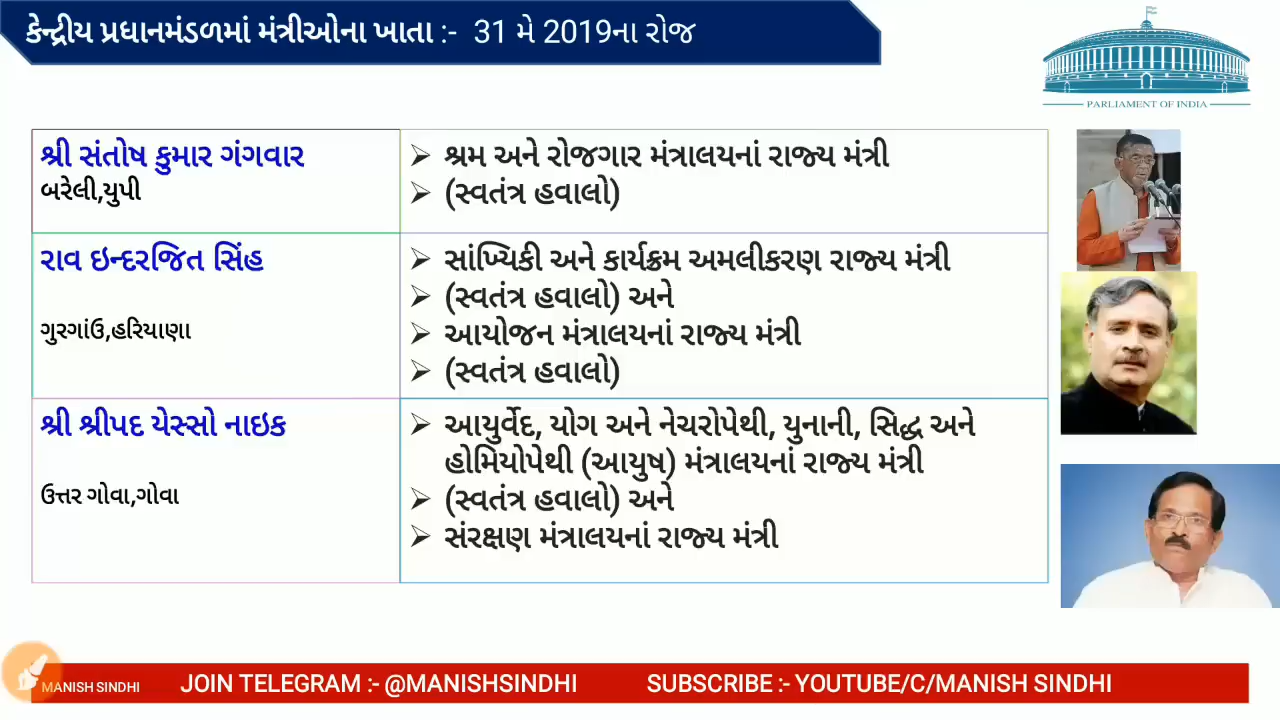 કેન્દ્રીય પ્રધાનમંડળમાં મંત્રીઓના ખાતા :- 31 મે 2019ના રોજ
PARLIAMENT OF INDIA
શ્રી સંતોષ કુમાર ગંગવાર
બરેલી,યુપી
➢ શ્રમ અને રોજગાર મંત્રાલયનાં રાજ્ય મંત્રી
➢ (સ્વતંત્ર હવાલો)
રાવ ઇન્દરજિત સિંહ
ગુરગાંઉ,હરિયાણા
➢ સાંખ્યિકી અને કાર્યક્રમ અમલીકરણ રાજ્ય મંત્રી
➢ (સ્વતંત્ર હવાલો) અને
➢ આયોજન મંત્રાલયનાં રાજ્ય મંત્રી
➢ (સ્વતંત્ર હવાલો)
શ્રી શ્રીપદ યેસ્સો નાઇક
ઉત્તર ગોવા,ગોવા
➢ આયુર્વેદ, યોગ અને નેચરોપેથી, યુનાની, સિદ્ધ અને
હોમિયોપેથી (આયુષ) મંત્રાલયનાં રાજ્ય મંત્રી
➢ (સ્વતંત્ર હવાલો) અને
➢ સંરક્ષણ મંત્રાલયનાં રાજ્ય મંત્રી
MANISH SINDHI JOIN TELEGRAM :- @MANISHSINDHI SUBSCRIBE :- YOUTUBE/C/MANISH SINDHI